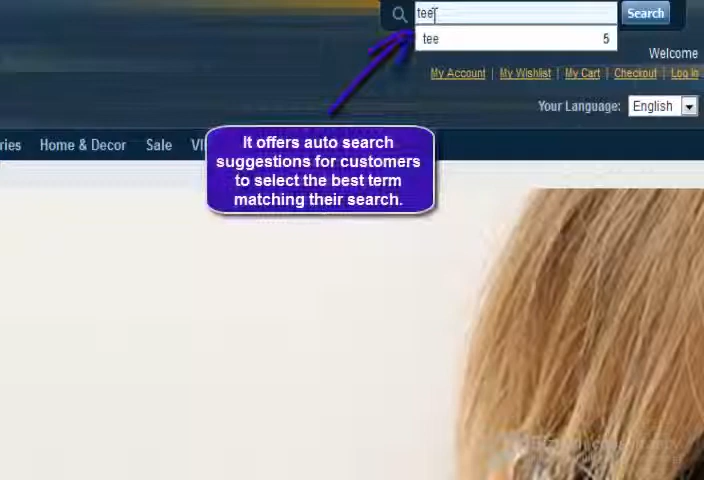 tee
Search
tee 5
Welcome
My Account | My Wishlist | My Cart | Checkout | Log In
Your Language: English
ries Home & Decor Sale VI
It offers auto search
suggestions for customers
to select the best term
matching their search.